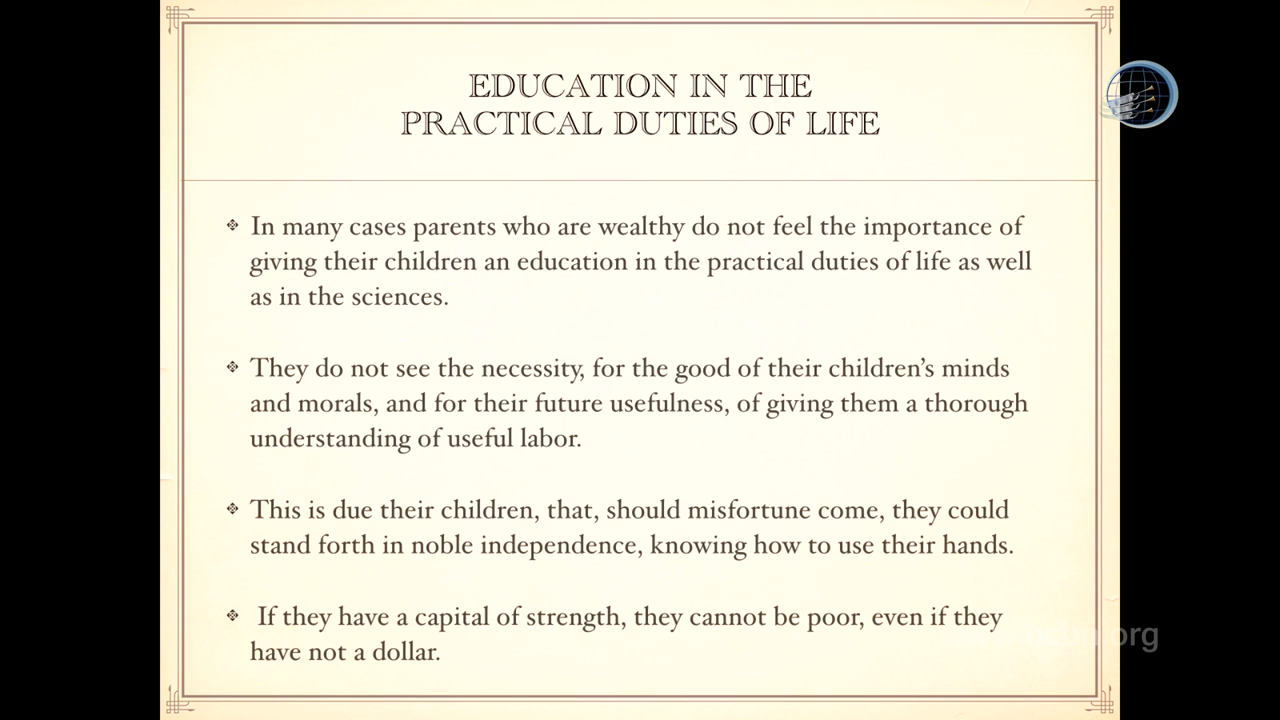 EDUCATION IN THE
PRACTICAL DUTIES OF LIFE
❖ In many cases parents who are wealthy do not feel the importance of
giving their children an education in the practical duties of life as well
as in the sciences.
❖ They do not see the necessity, for the good of their children’s minds
and morals, and for their future usefulness, of giving them a thorough
understanding of useful labor.
❖ This is due their children, that, should misfortune come, they could
stand forth in noble independence, knowing how to use their hands.
❖ If they have a capital of strength, they cannot be poor, even if they
have not a dollar.